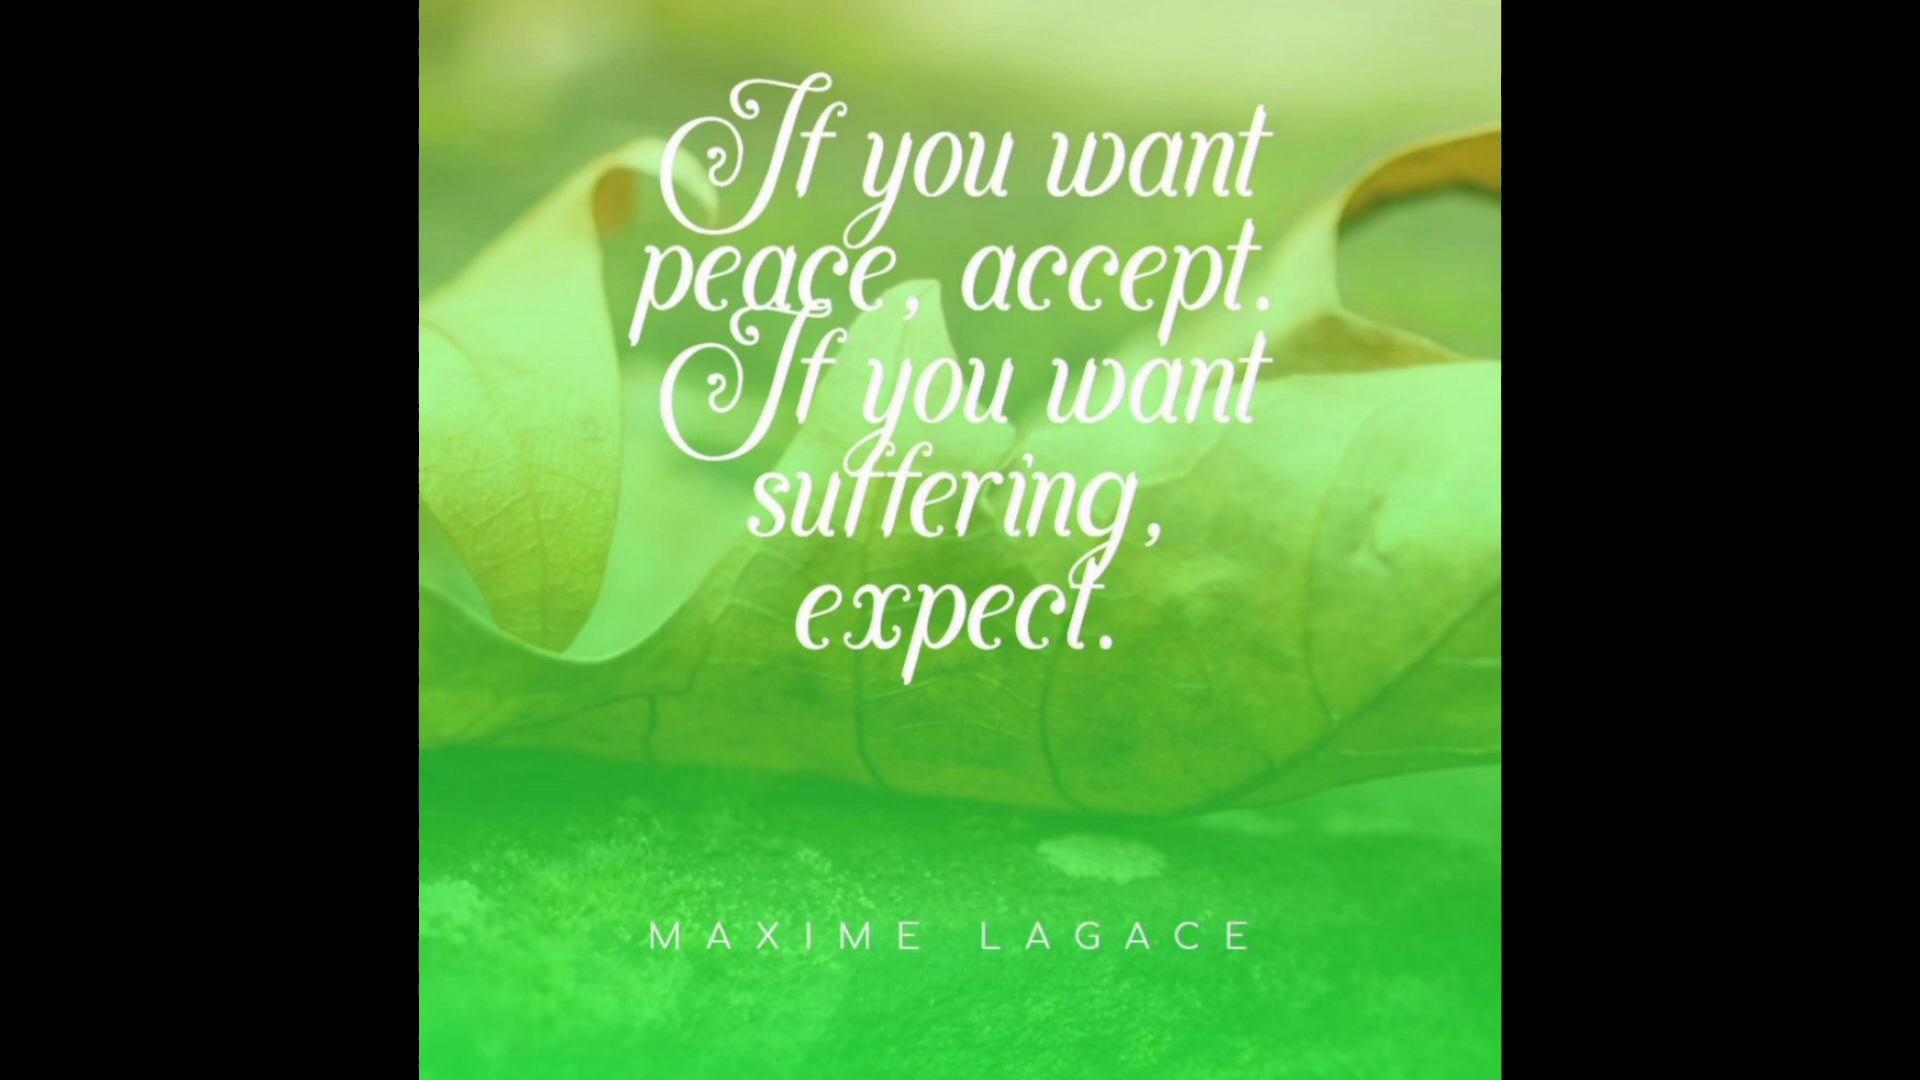 If you want
peace, accept.
If you want
suffering,
expect.
MAXIME LAGACE